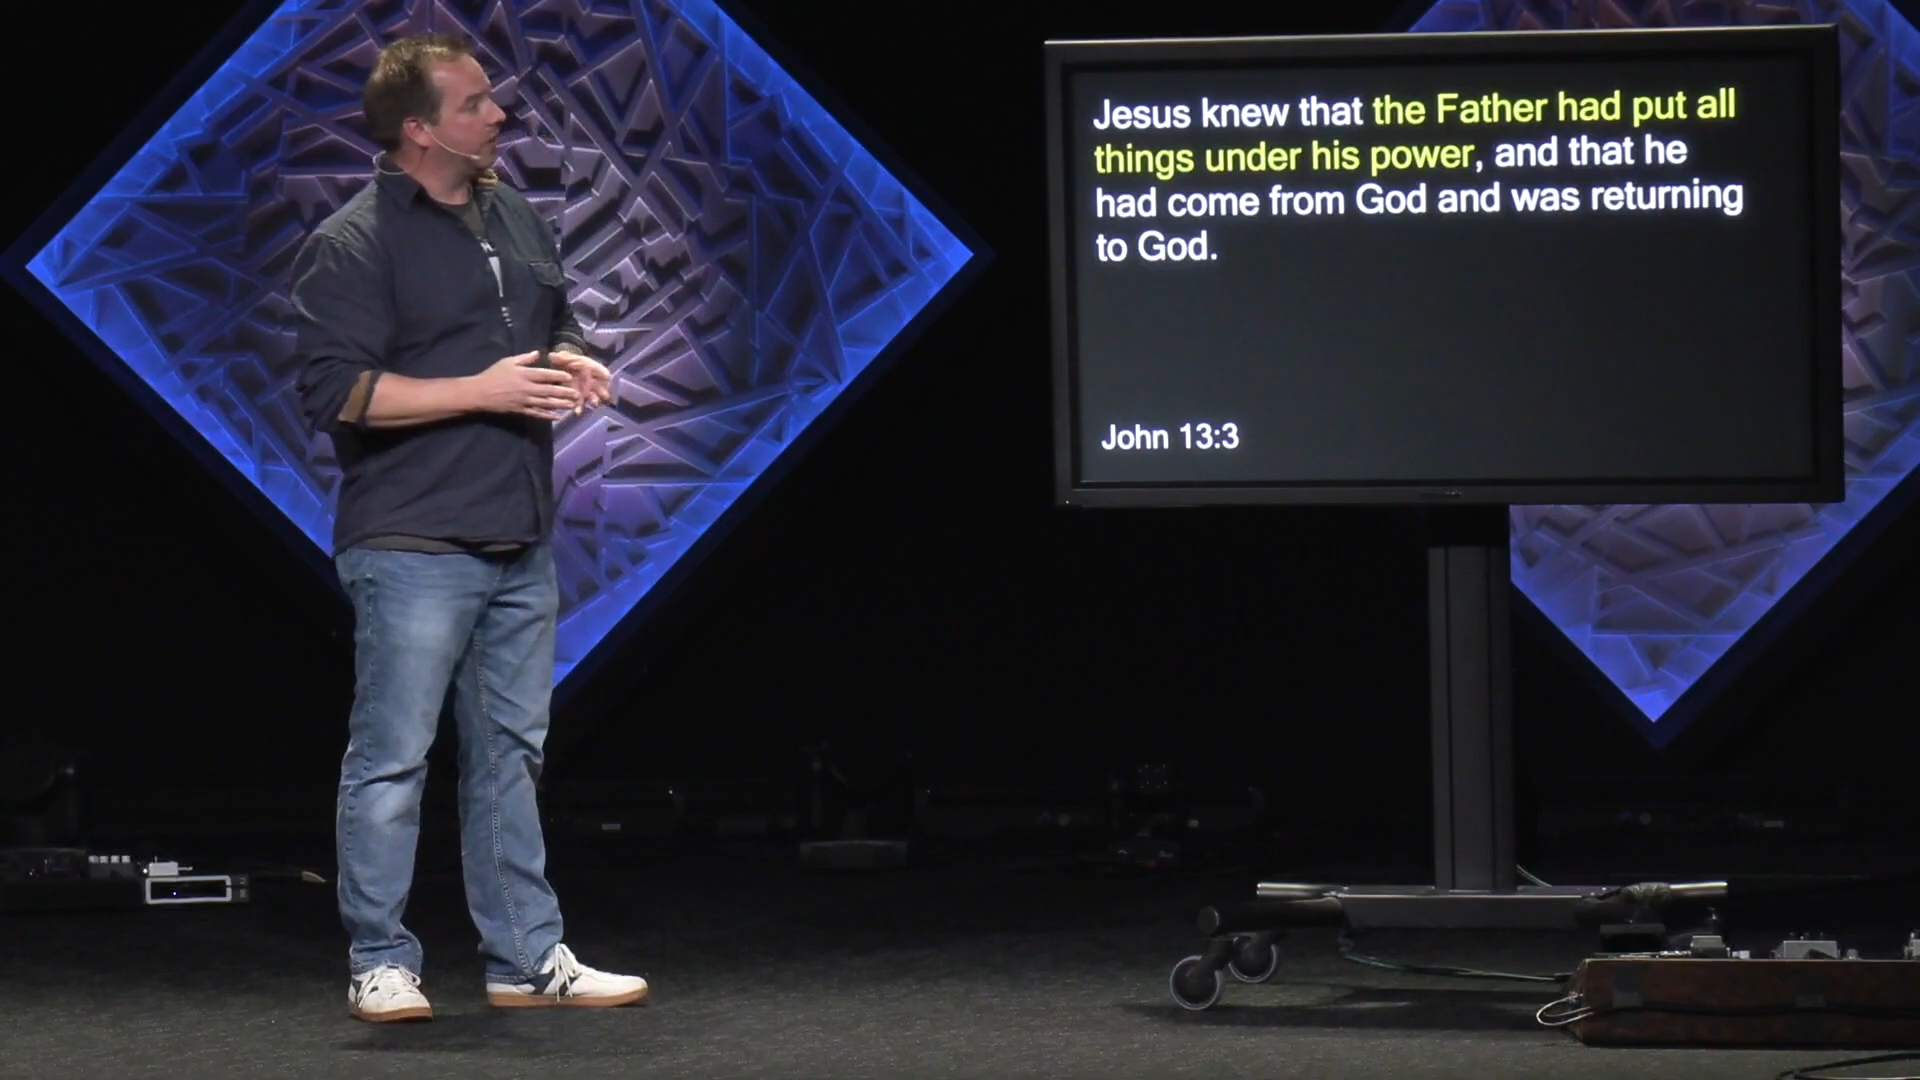 Jesus knew that the Father had put all
things under his power, and that he
had come from God and was returning
to God.
John 13:3